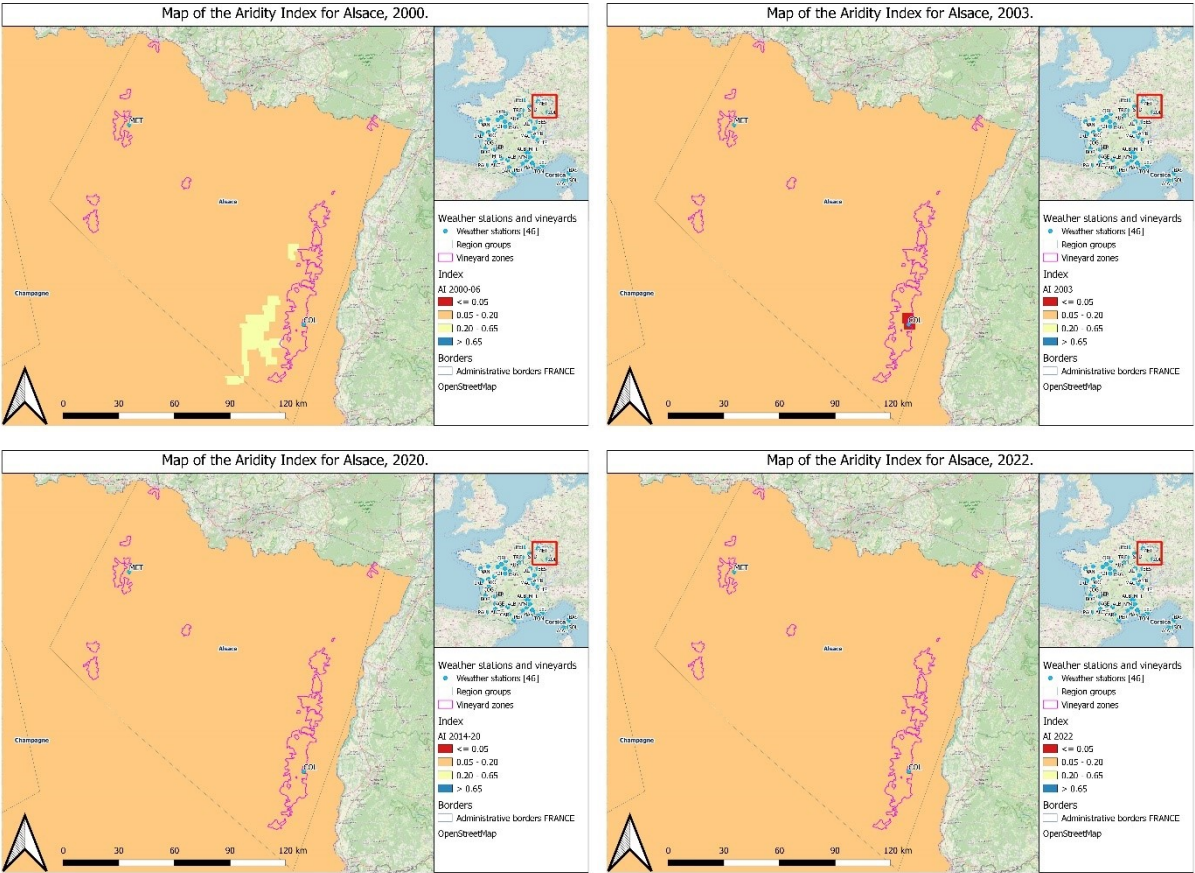 Map of the Aridity Index for Alsace, 2000.
MET
Alsace
Champagne
COL
0 30 60 90 120 km
Corsica
Weather stations and vineyards
Weather stations [46]
Region groups
Vineyard zones
Index
AI 2000-06
<= 0.05
0.05 - 0.20
0.20 - 0.65
> 0.65
Borders
Administrative borders FRANCE
OpenStreetMap
Map of the Aridity Index for Alsace, 2003.
MET
Alsace
Champagne
COL
0 30 60 90 120 km
Corsica
Weather stations and vineyards
Weather stations [46]
Region groups
Vineyard zones
Index
AI 2003
<= 0.05
0.05 - 0.20
0.20 - 0.65
> 0.65
Borders
Administrative borders FRANCE
OpenStreetMap
Map of the Aridity Index for Alsace, 2020.
MET
Alsace
Champagne
COL
0 30 60 90 120 km
Corsica
Weather stations and vineyards
Weather stations [46]
Region groups
Vineyard zones
Index
AI 2014-20
<= 0.05
0.05 - 0.20
0.20 - 0.65
> 0.65
Borders
Administrative borders FRANCE
OpenStreetMap
Map of the Aridity Index for Alsace, 2022.
MET
Alsace
Champagne
COL
0 30 60 90 120 km
Corsica
Weather stations and vineyards
Weather stations [46]
Region groups
Vineyard zones
Index
AI 2022
<= 0.05
0.05 - 0.20
0.20 - 0.65
> 0.65
Borders
Administrative borders FRANCE
OpenStreetMap